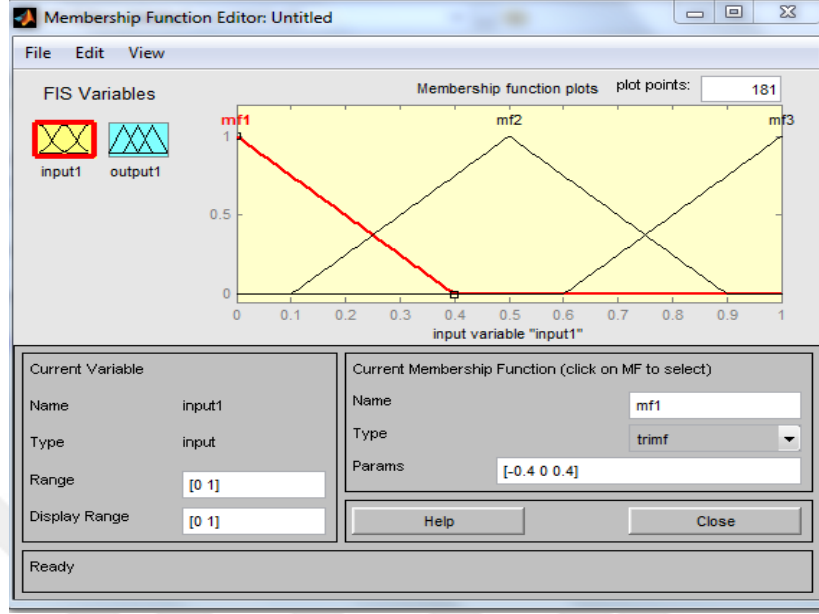 Membership Function Editor: Untitled
File Edit View
FIS Variables
Membership function plots plot points: 181
mf1 mf2 mf3
1
input1 output1
0.5
0
0 0.1 0.2 0.3 0.4 0.5 0.6 0.7 0.8 0.9 1
input variable "input1"
Current Variable
Name input1
Type input
Range [0 1]
Display Range [0 1]
Current Membership Function (click on MF to select)
Name mf1
Type trimf
Params [-0.4 0 0.4]
Help Close
Ready